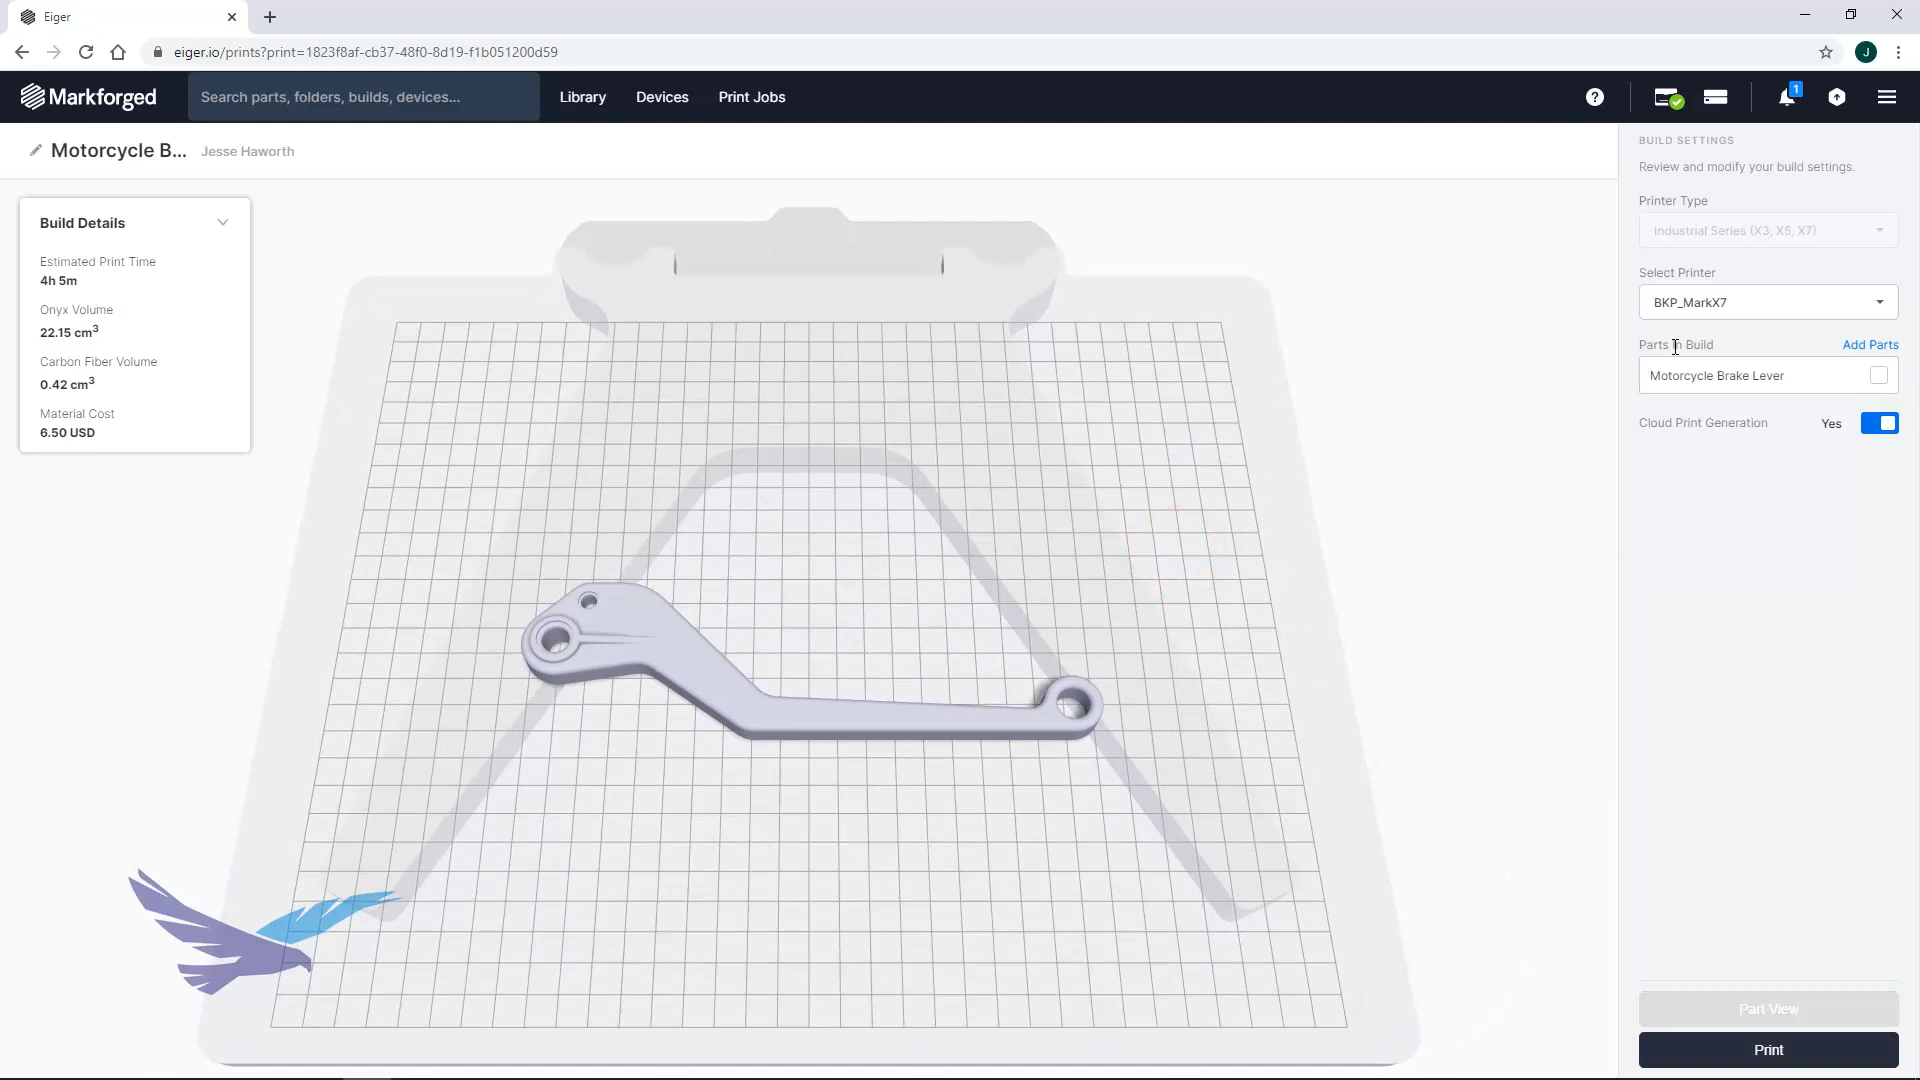 Eiger
eiger.io/prints?print=1823f8af-cb37-48f0-8d19-f1b051200d59
J
Markforged
Search parts, folders, builds, devices...
Library
Devices
Print Jobs
?
1
Motorcycle B...
Jesse Haworth
Build Details
Estimated Print Time
4h 5m
Onyx Volume
22.15 cm³
Carbon Fiber Volume
0.42 cm³
Material Cost
6.50 USD
BUILD SETTINGS
Review and modify your build settings.
Printer Type
Industrial Series (X3, X5, X7)
Select Printer
BKP_MarkX7
Parts in Build
Add Parts
Motorcycle Brake Lever
Cloud Print Generation
Yes
Part View
Print